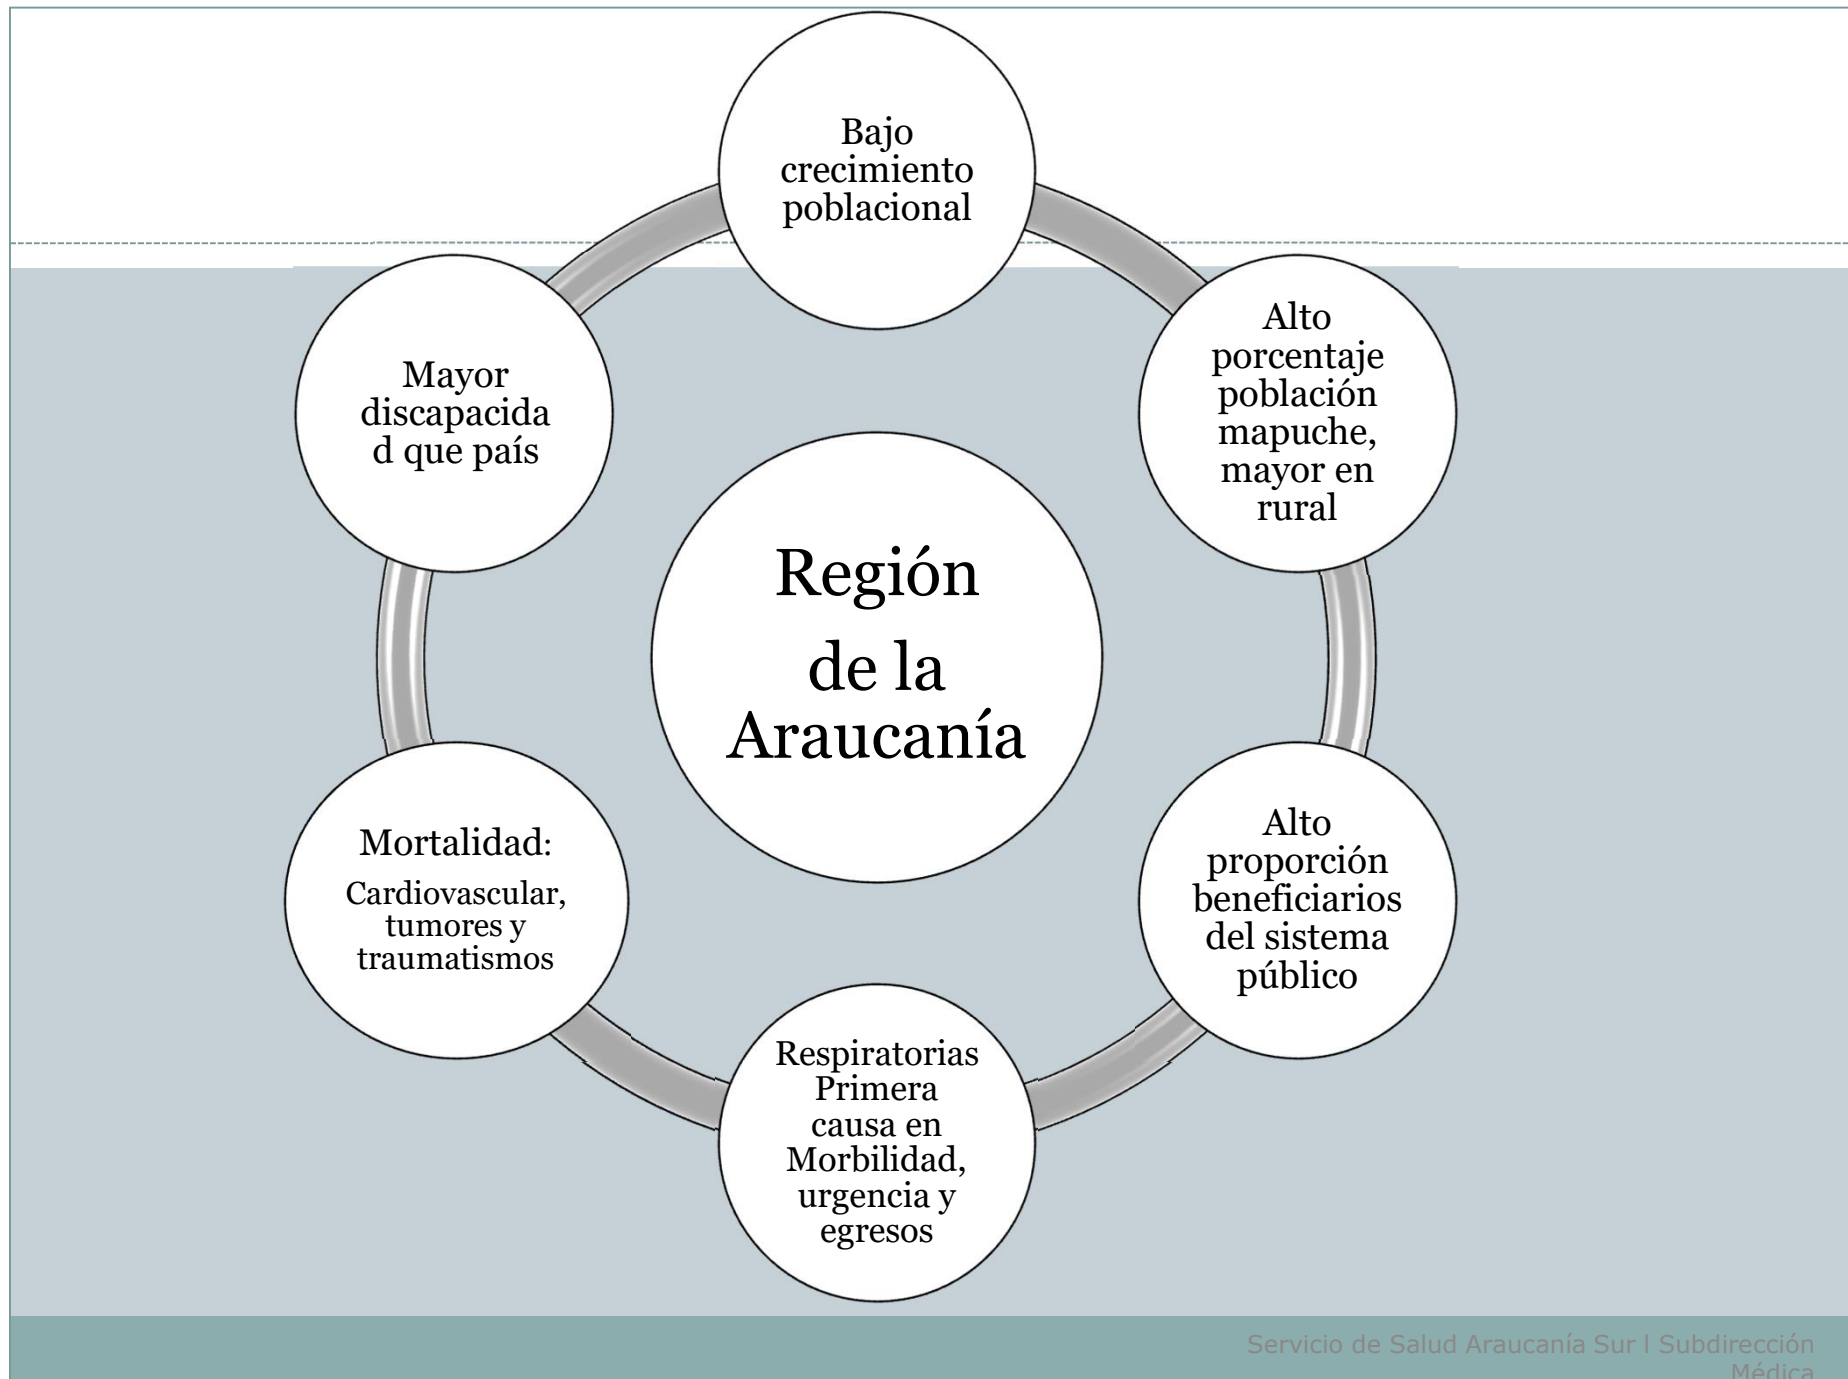 Bajo
crecimiento
poblacional
Alto
porcentaje
población
mapuche,
mayor en
rural
Alto
proporción
beneficiarios
del sistema
público
Respiratorias
Primera
causa en
Morbilidad,
urgencia y
egresos
Mortalidad:
Cardiovascular,
tumores y
traumatismos
Mayor
discapacida
d que país
Región
de la
Araucanía
Servicio de Salud Araucanía Sur l Subdirección
Médica